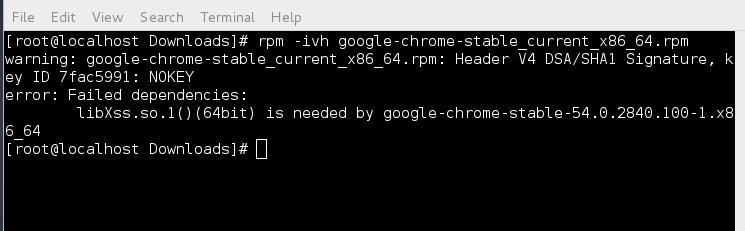 File Edit View Search Terminal Help
[root@localhost Downloads]# rpm -ivh google-chrome-stable_current_x86_64.rpm
warning: google-chrome-stable_current_x86_64.rpm: Header V4 DSA/SHA1 Signature, k
ey ID 7fac5991: NOKEY
error: Failed dependencies:
        libXss.so.1()(64bit) is needed by google-chrome-stable-54.0.2840.100-1.x8
6_64
[root@localhost Downloads]#